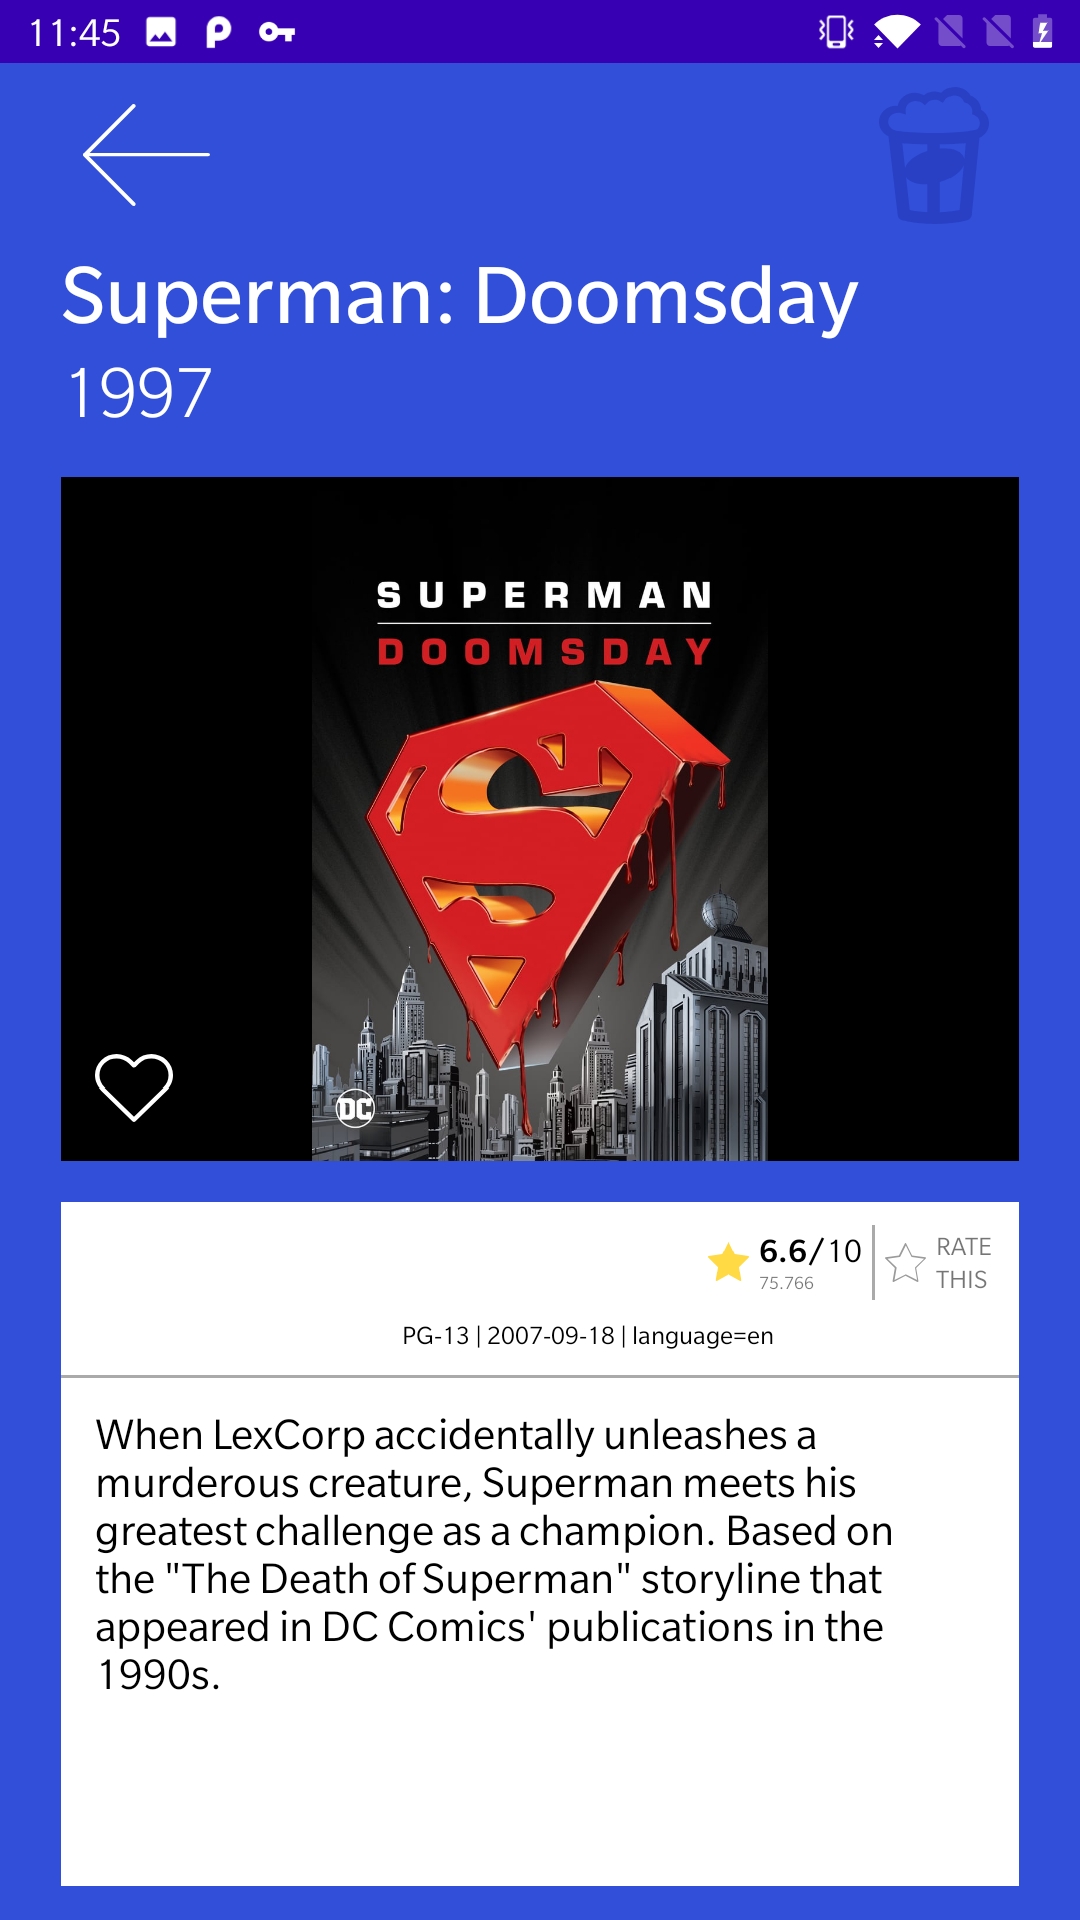 11:45
Superman: Doomsday
1997
SUPERMAN
DOOMSDAY
DC
6.6/10
75.766
RATE
THIS
PG-13 | 2007-09-18 | language=en
When LexCorp accidentally unleashes a
murderous creature, Superman meets his
greatest challenge as a champion. Based on
the "The Death of Superman" storyline that
appeared in DC Comics' publications in the
1990s.